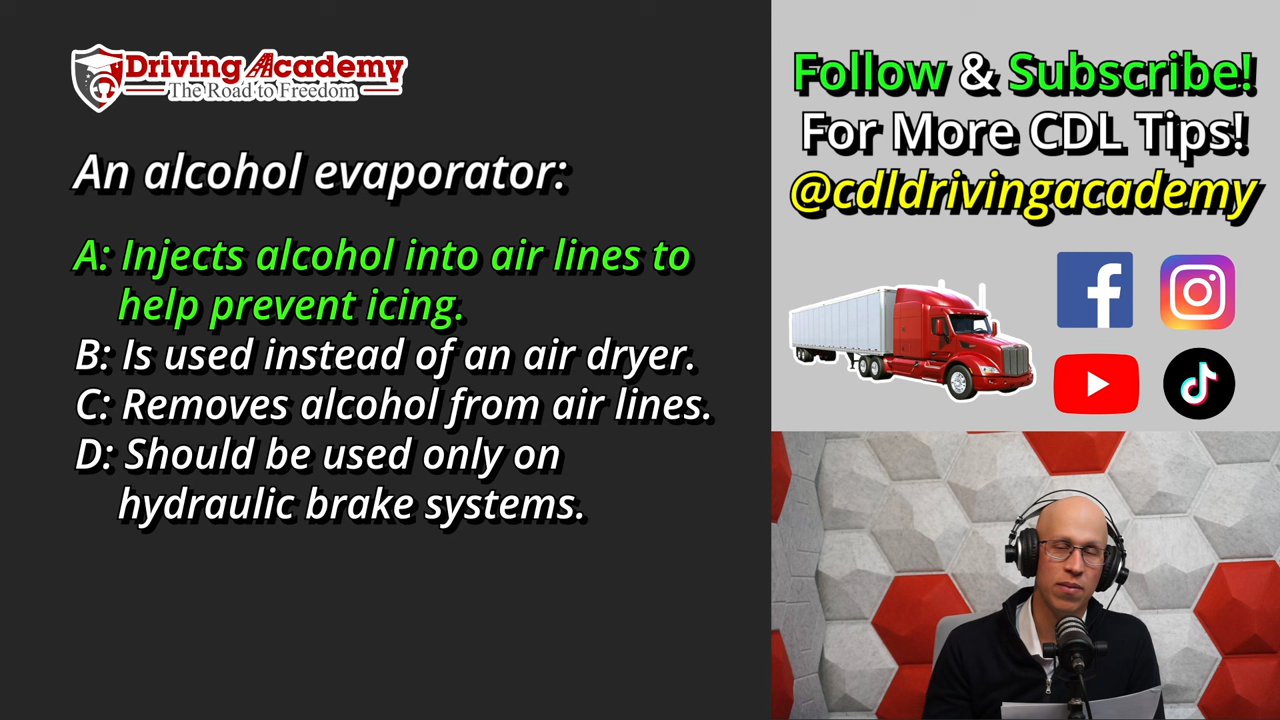 Driving Academy
The Road to Freedom
An alcohol evaporator:
A: Injects alcohol into air lines to
help prevent icing.
B: Is used instead of an air dryer.
C: Removes alcohol from air lines.
D: Should be used only on
hydraulic brake systems.
Follow & Subscribe!
For More CDL Tips!
@cdldrivingacademy